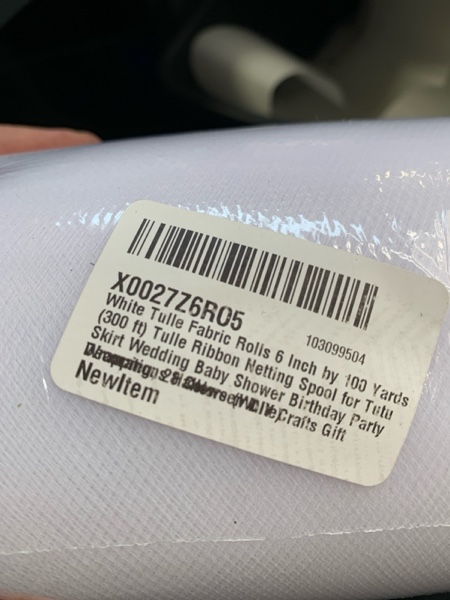 X0027Z6RO5
103099504
White Tulle Fabric Rolls 6 Inch by 100 Yards
(300 ft) Tulle Ribbon Netting Spool for Tutu
Skirt Wedding Baby Shower Birthday Party
Crafts Gift
NewItem